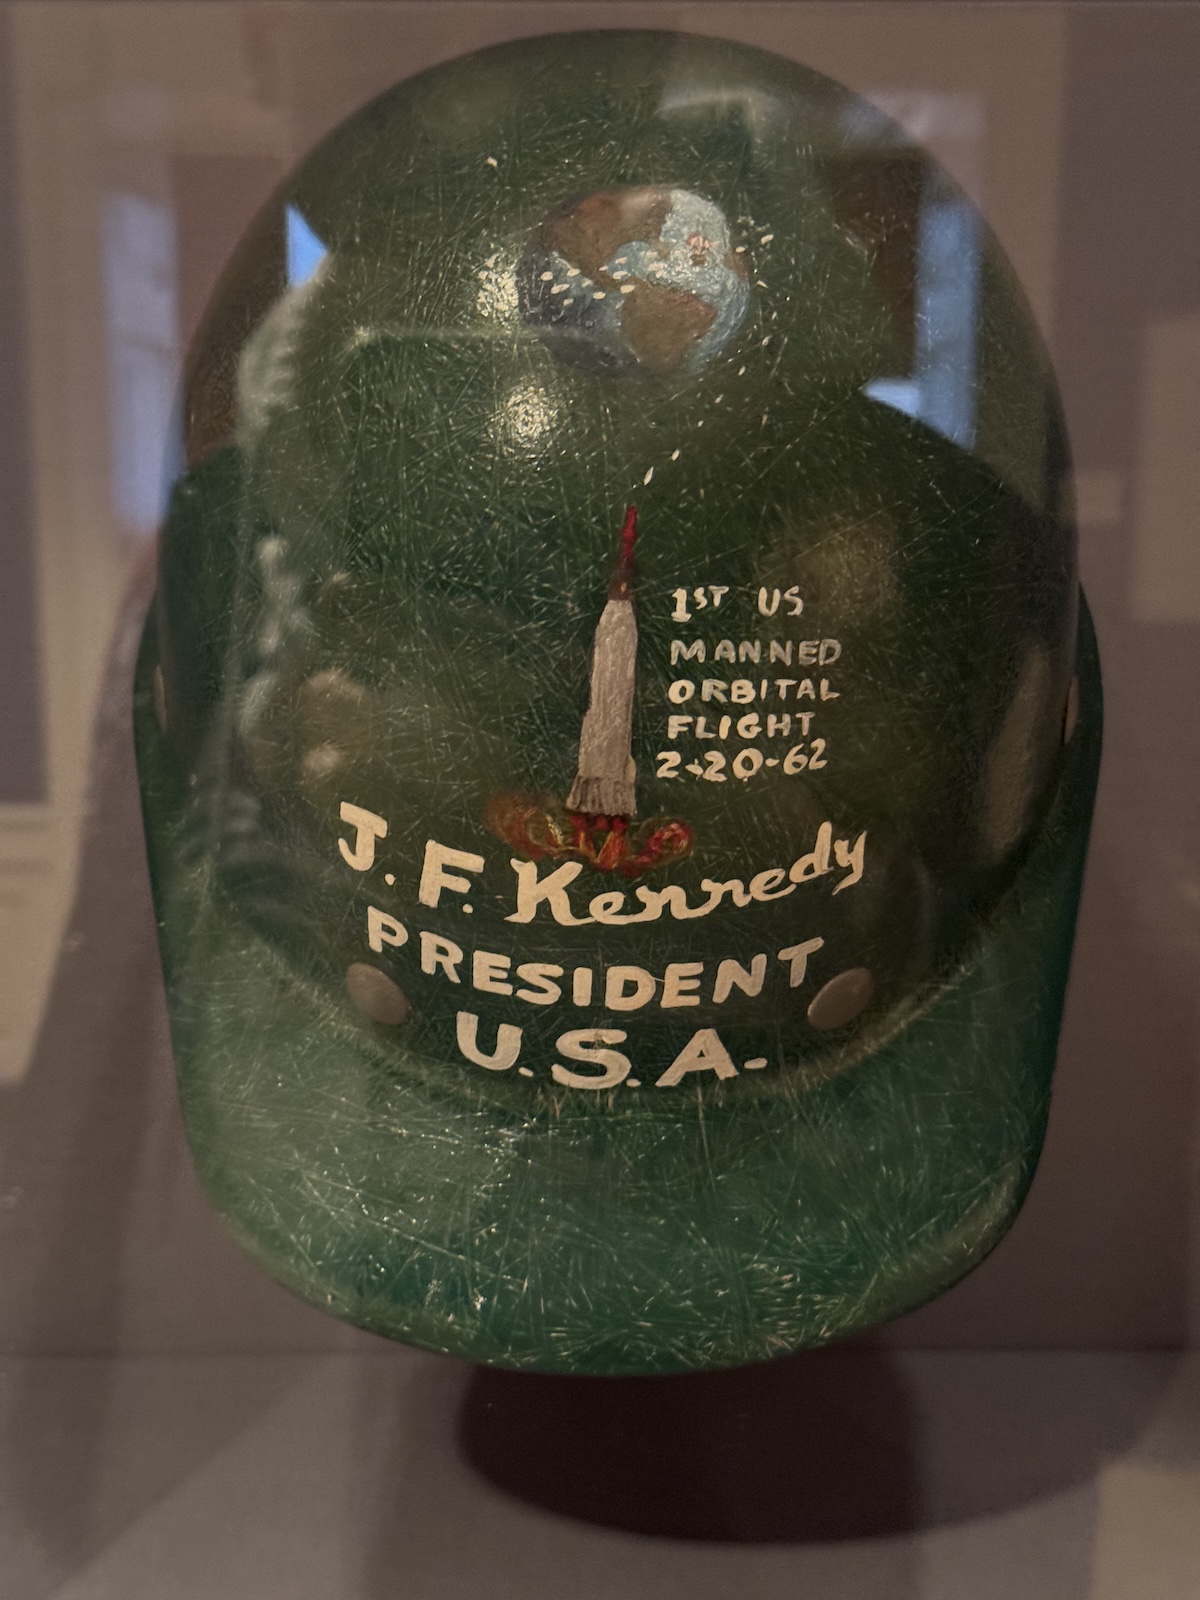 1ST US
MANNED
ORBITAL
FLIGHT
2-20-62
J. F. Kennedy
PRESIDENT
U.S.A.